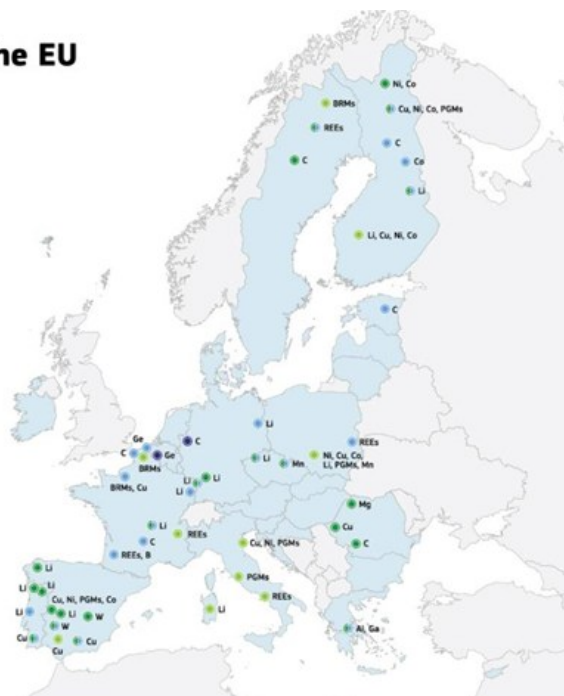 he EU
Ni, Co
BRMs
Cu, Ni, Co, PGMs
REEs
C
C
Co
Li
Li, Cu, Ni, Co
C
Li
Ge
C
REEs
C
Ge
BRMs
Li
Mn
Ni, Cu, Co,
Li, PGMs, Mn
BRMs, Cu
Li
Li
Li
Mg
Li
REEs
Cu
C
Cu, Ni, PGMs
C
REEs, B
Li
PGMs
Li
Li
REEs
Cu, Ni, PGMs, Co
Li
Li
Li
W
W
Al, Ga
Cu
Cu
Cu